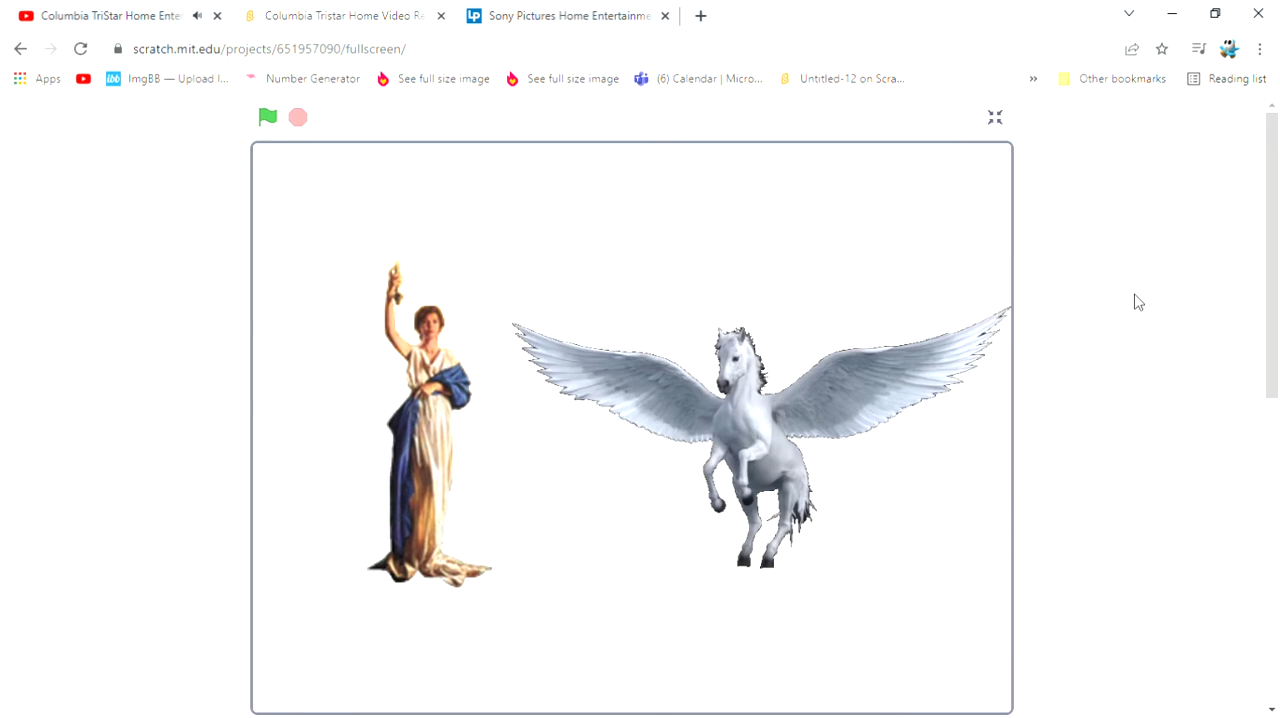 Columbia TriStar Home Enter
Columbia Tristar Home Video Re
Sony Pictures Home Entertainme
scratch.mit.edu/projects/651957090/fullscreen/
Apps
ibb
ImgBB — Upload I...
Number Generator
See full size image
See full size image
(6) Calendar | Micro...
Untitled-12 on Scra...
»
Other bookmarks
Reading list